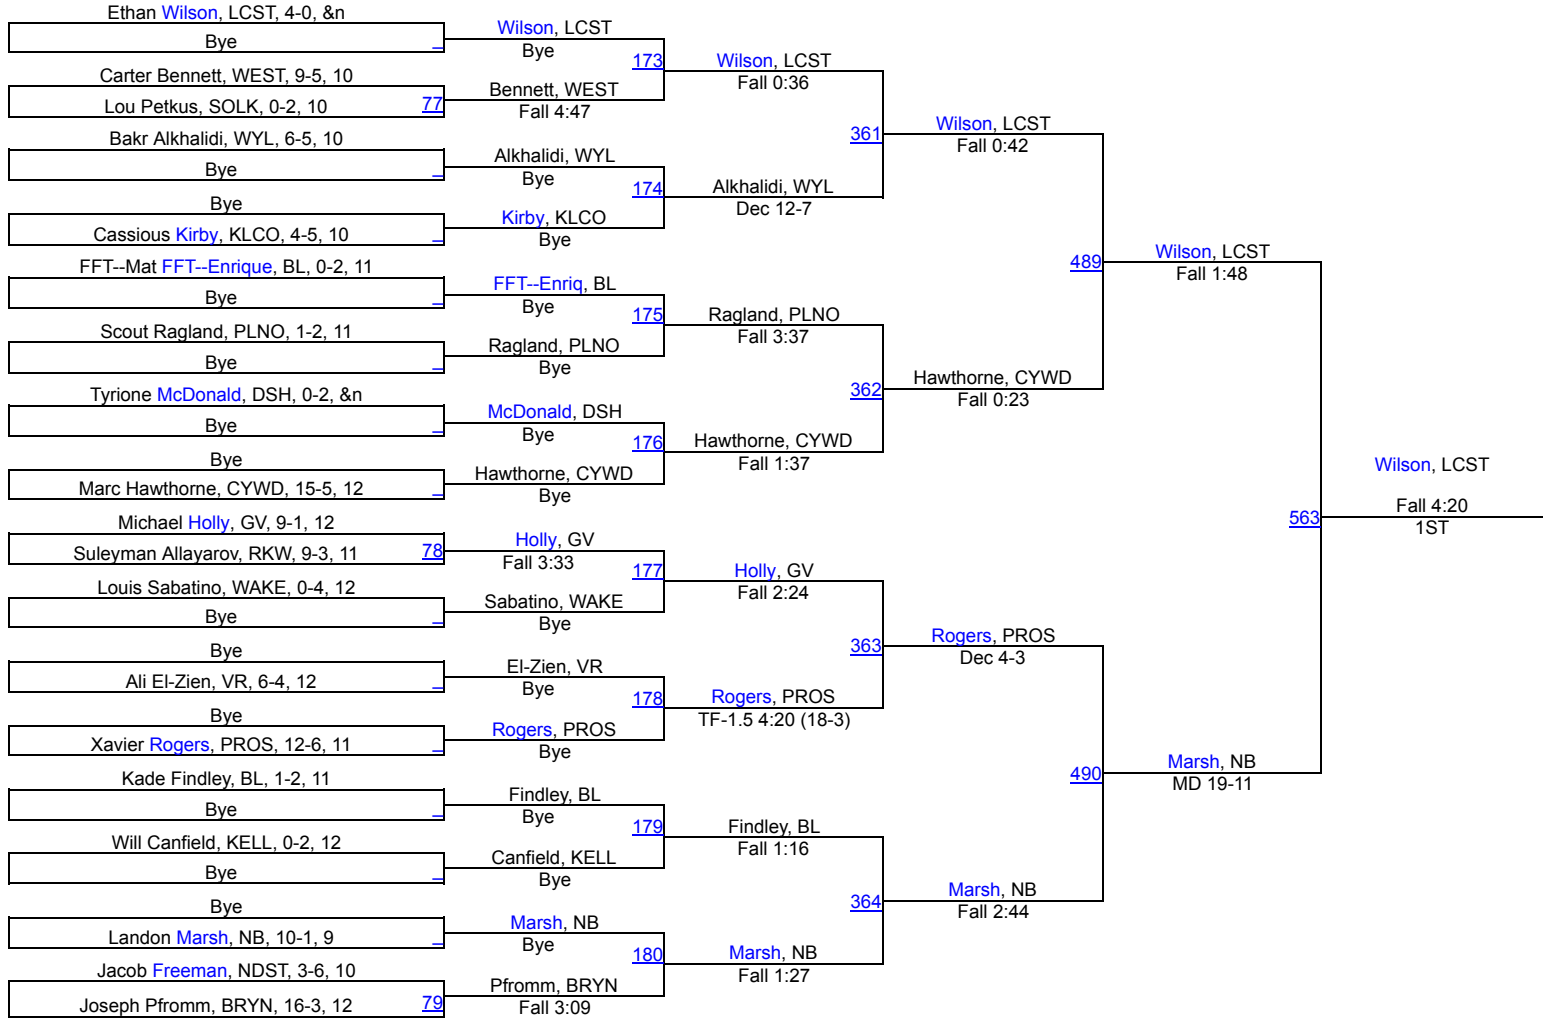 Ethan Wilson, LCST, 4-0, &n
Bye
Carter Bennett, WEST, 9-5, 10
Lou Petkus, SOLK, 0-2, 10
77
Bakr Alkhalidi, WYL, 6-5, 10
Bye
Bye
Cassious Kirby, KLCO, 4-5, 10
FFT--Mat FFT--Enrique, BL, 0-2, 11
Bye
Scout Ragland, PLNO, 1-2, 11
Bye
Tyrione McDonald, DSH, 0-2, &n
Bye
Bye
Marc Hawthorne, CYWD, 15-5, 12
Michael Holly, GV, 9-1, 12
Suleyman Allayarov, RKW, 9-3, 11
78
Louis Sabatino, WAKE, 0-4, 12
Bye
Bye
Ali El-Zien, VR, 6-4, 12
Bye
Xavier Rogers, PROS, 12-6, 11
Kade Findley, BL, 1-2, 11
Bye
Will Canfield, KELL, 0-2, 12
Bye
Bye
Landon Marsh, NB, 10-1, 9
Jacob Freeman, NDST, 3-6, 10
Joseph Pfromm, BRYN, 16-3, 12
79
Wilson, LCST
Bye
173
Bennett, WEST
Fall 4:47
Alkhalidi, WYL
Bye
174
Kirby, KLCO
Bye
FFT--Enriq, BL
Bye
175
Ragland, PLNO
Bye
McDonald, DSH
Bye
176
Hawthorne, CYWD
Bye
Holly, GV
Fall 3:33
177
Sabatino, WAKE
Bye
El-Zien, VR
Bye
178
Rogers, PROS
Bye
Findley, BL
Bye
179
Canfield, KELL
Bye
Marsh, NB
Bye
180
Pfromm, BRYN
Fall 3:09
Wilson, LCST
Fall 0:36
361
Alkhalidi, WYL
Dec 12-7
Ragland, PLNO
Fall 3:37
362
Hawthorne, CYWD
Fall 1:37
Holly, GV
Fall 2:24
363
Rogers, PROS
TF-1.5 4:20 (18-3)
Findley, BL
Fall 1:16
364
Marsh, NB
Fall 1:27
Wilson, LCST
Fall 0:42
489
Hawthorne, CYWD
Fall 0:23
Rogers, PROS
Dec 4-3
490
Marsh, NB
Fall 2:44
Wilson, LCST
Fall 1:48
563
Marsh, NB
MD 19-11
Wilson, LCST
Fall 4:20
1ST